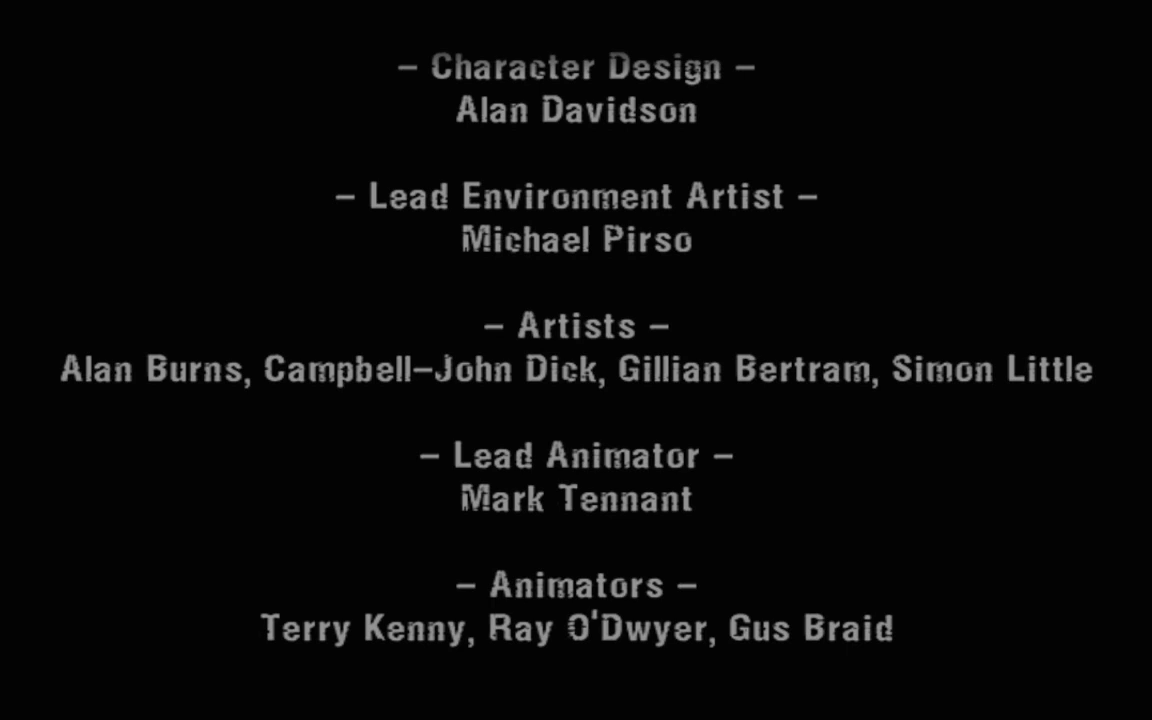 – Character Design –
Alan Davidson
– Lead Environment Artist –
Michael Pirso
– Artists –
Alan Burns, Campbell–John Dick, Gillian Bertram, Simon Little
– Lead Animator –
Mark Tennant
– Animators –
Terry Kenny, Ray O'Dwyer, Gus Braid